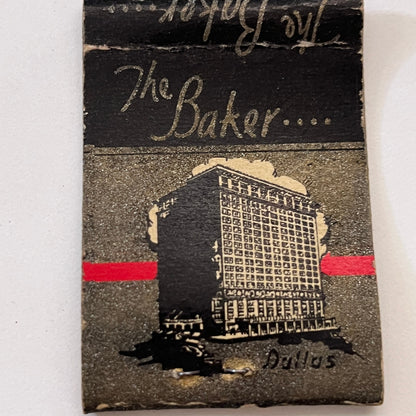 The Baker....
The
Baker....
Dallas